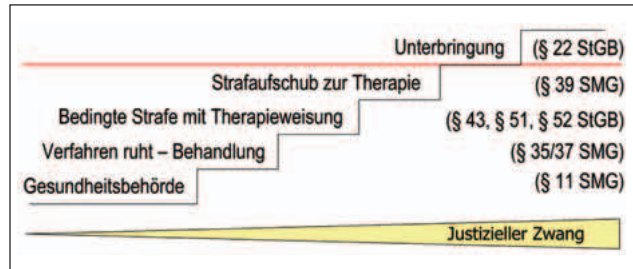 Unterbringung (§ 22 StGB)
Strafaufschub zur Therapie (§ 39 SMG)
Bedingte Strafe mit Therapieweisung (§ 43, § 51, § 52 StGB)
Verfahren ruht – Behandlung (§ 35/37 SMG)
Gesundheitsbehörde (§ 11 SMG)
Justizieller Zwang